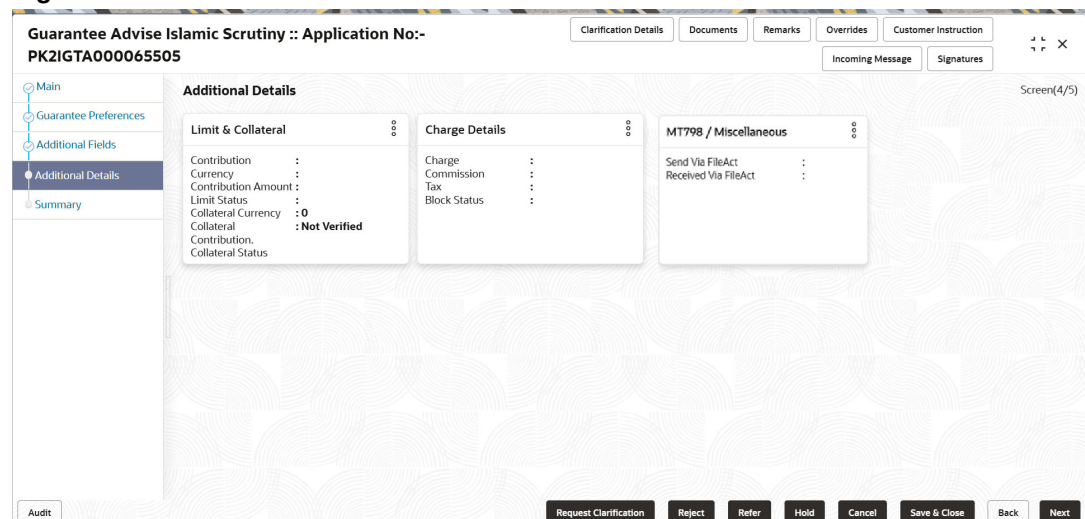 Guarantee Advise Islamic Scrutiny :: Application No:-
PK2IGTA000065505
Clarification Details
Documents
Remarks
Overrides
Customer Instruction
Incoming Message
Signatures
Main
Guarantee Preferences
Additional Fields
Additional Details
Summary
Additional Details
Screen(4/5)
Limit & Collateral
Contribution :
Currency :
Contribution Amount :
Limit Status :
Collateral Currency : 0
Collateral : Not Verified
Contribution.
Collateral Status
Charge Details
Charge :
Commission :
Tax :
Block Status :
MT798 / Miscellaneous
Send Via FileAct :
Received Via FileAct :
Audit
Request Clarification
Reject
Refer
Hold
Cancel
Save & Close
Back
Next